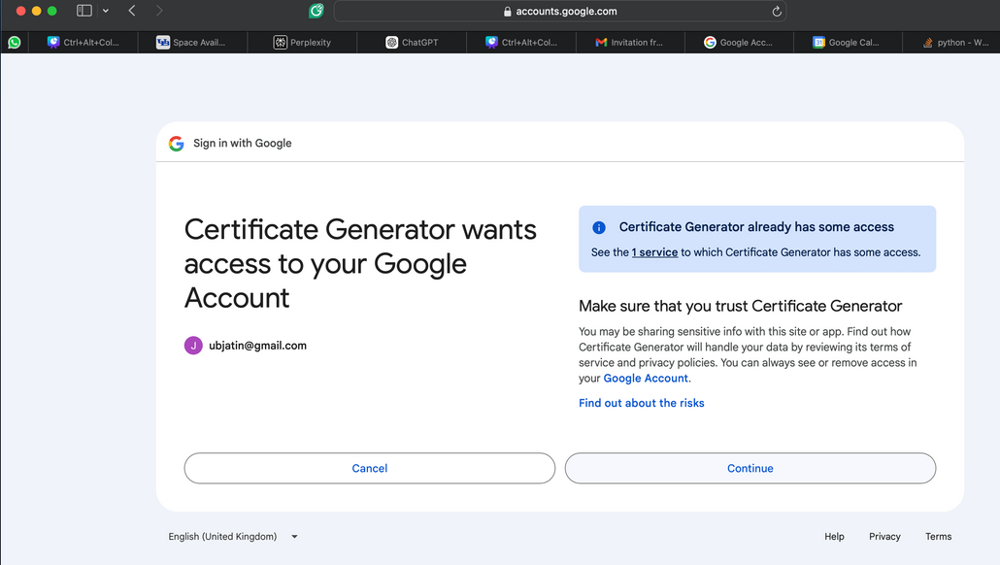 accounts.google.com
Ctrl+Alt+Col...
Space Avail...
Perplexity
ChatGPT
Ctrl+Alt+Col...
Invitation fr...
Google Acc...
Google Cal...
python - W...
Sign in with Google
Certificate Generator wants
access to your Google
Account
J
ubjatin@gmail.com
Certificate Generator already has some access
See the 1 service to which Certificate Generator has some access.
Make sure that you trust Certificate Generator
You may be sharing sensitive info with this site or app. Find out how
Certificate Generator will handle your data by reviewing its terms of
service and privacy policies. You can always see or remove access in
your Google Account.
Find out about the risks
Cancel
Continue
English (United Kingdom)
Help
Privacy
Terms